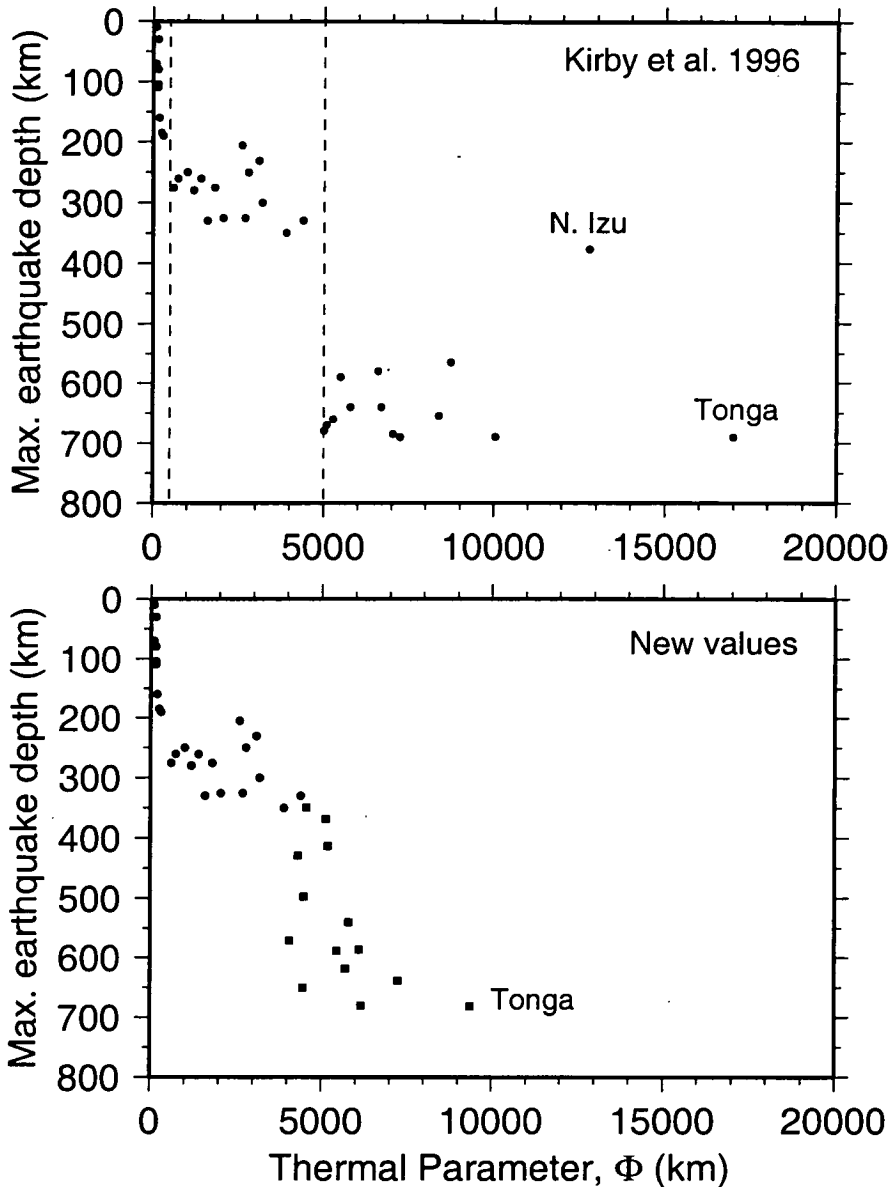 Max. earthquake depth (km)
0
100
200
300
400
500
600
700
800
Kirby et al. 1996
N. Izu
Tonga
0 5000 10000 15000 20000
Max. earthquake depth (km)
0
100
200
300
400
500
600
700
800
New values
Tonga
0 5000 10000 15000 20000
Thermal Parameter, Φ (km)